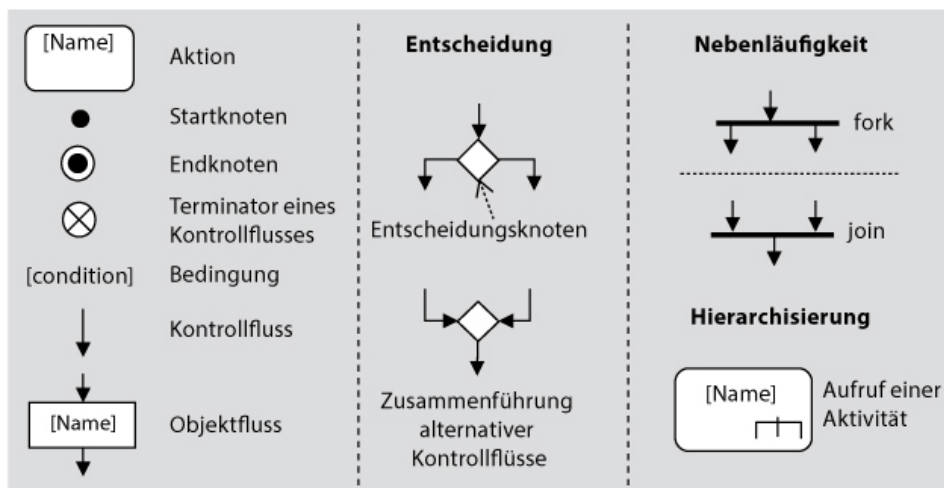 [Name]
Aktion
Startknoten
Endknoten
Terminator eines
Kontrollflusses
[condition]
Bedingung
Kontrollfluss
[Name]
Objektfluss
Entscheidung
Entscheidungsknoten
Zusammenführung
alternativer
Kontrollflüsse
Nebenläufigkeit
fork
join
Hierarchisierung
[Name]
Aufruf einer
Aktivität